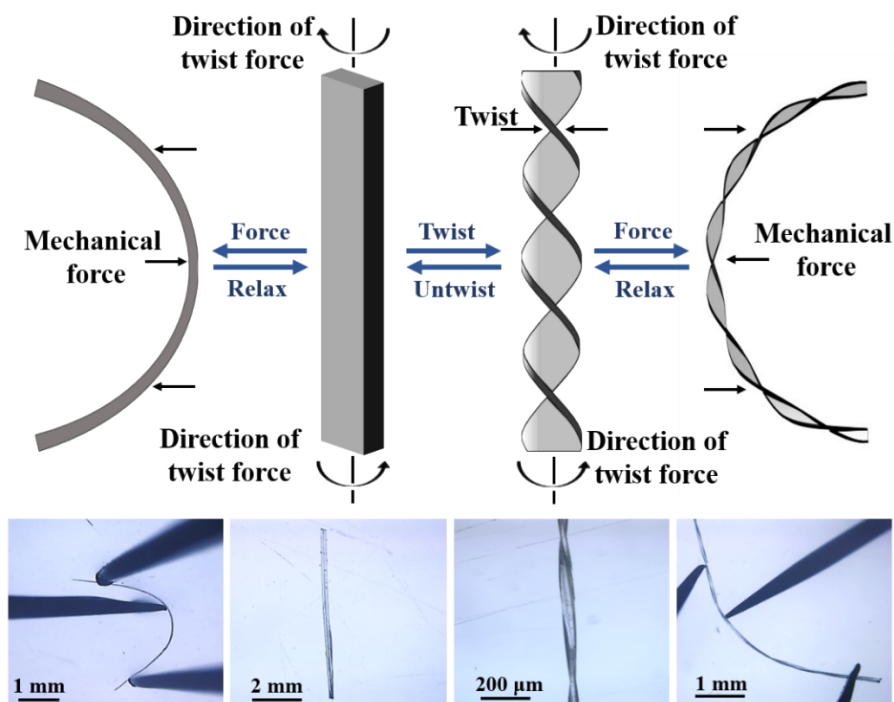 Direction of
twist force
Direction of
twist force
Twist
Mechanical
force
Force
Relax
Twist
Untwist
Force
Relax
Mechanical
force
Direction of
twist force
Direction of
twist force
1 mm
2 mm
200 μm
1 mm